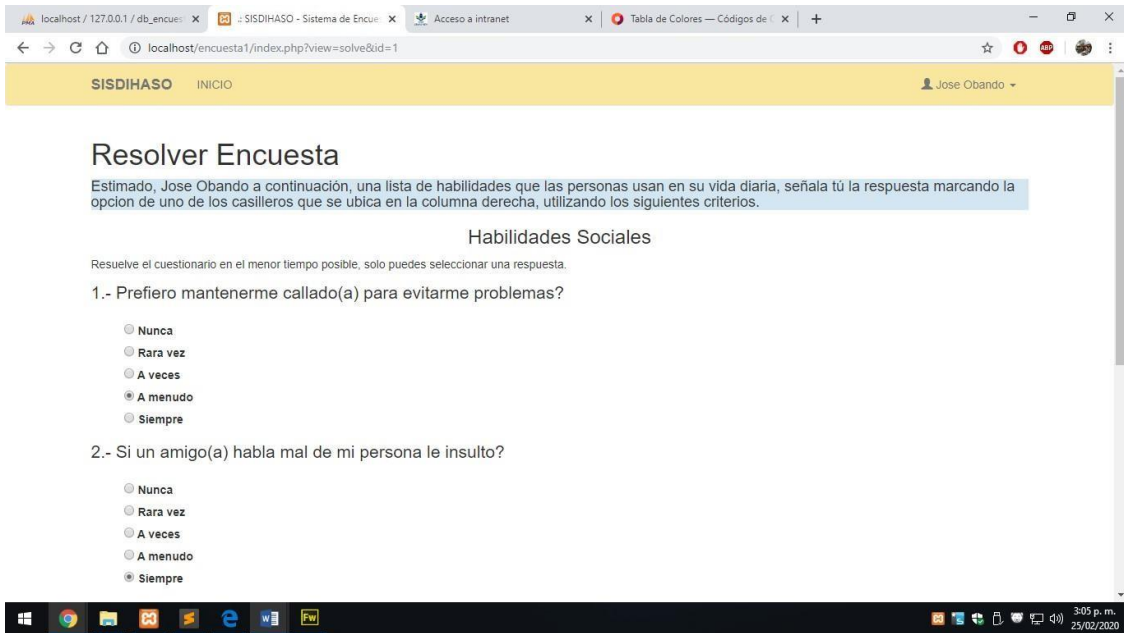 localhost / 127.0.0.1 / db_encues
.: SISDIHASO - Sistema de Encue
Acceso a intranet
Tabla de Colores — Códigos de
localhost/encuesta1/index.php?view=solve&id=1
ABP
SISDIHASO INICIO Jose Obando
Resolver Encuesta
Estimado, Jose Obando a continuación, una lista de habilidades que las personas usan en su vida diaria, señala tú la respuesta marcando la
opcion de uno de los casilleros que se ubica en la columna derecha, utilizando los siguientes criterios.
Habilidades Sociales
Resuelve el cuestionario en el menor tiempo posible, solo puedes seleccionar una respuesta.
1.- Prefiero mantenerme callado(a) para evitarme problemas?
Nunca
Rara vez
A veces
A menudo
Siempre
2.- Si un amigo(a) habla mal de mi persona le insulto?
Nunca
Rara vez
A veces
A menudo
Siempre
Fw
3:05 p. m.
25/02/2020